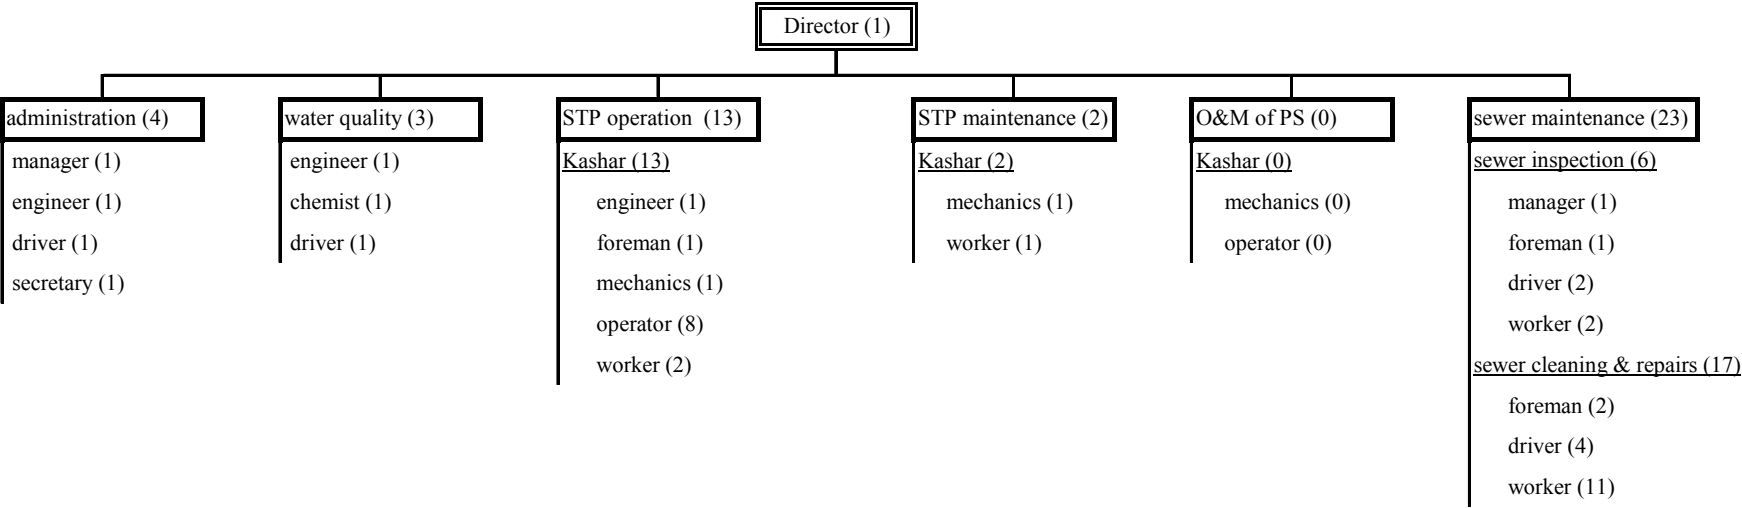 Director (1)
administration (4)
manager (1)
engineer (1)
driver (1)
secretary (1)
water quality (3)
engineer (1)
chemist (1)
driver (1)
STP operation (13)
Kashar (13)
engineer (1)
foreman (1)
mechanics (1)
operator (8)
worker (2)
STP maintenance (2)
Kashar (2)
mechanics (1)
worker (1)
O&M of PS (0)
Kashar (0)
mechanics (0)
operator (0)
sewer maintenance (23)
sewer inspection (6)
manager (1)
foreman (1)
driver (2)
worker (2)
sewer cleaning & repairs (17)
foreman (2)
driver (4)
worker (11)